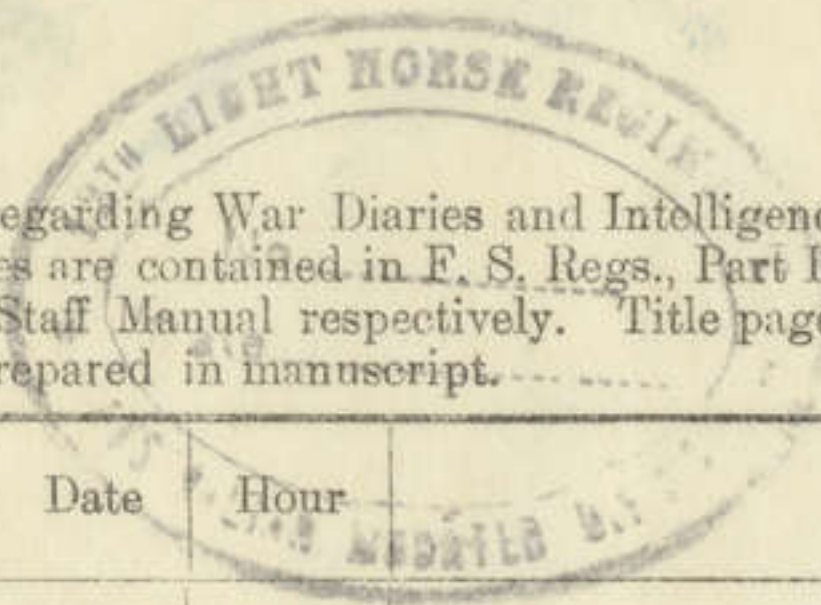 LIGHT HORSE
egarding War Diaries and Intelligenc
es are contained in F. S. Regs., Part I
Staff Manual respectively. Title page
repared in manuscript.
Date Hour